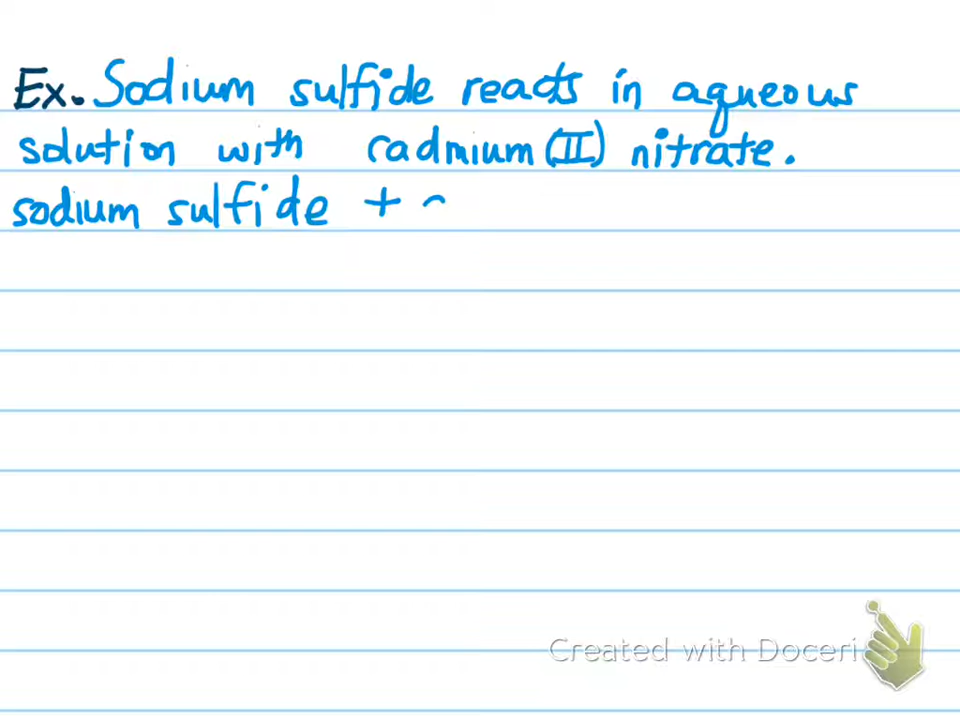 Ex. Sodium sulfide reacts in aqueous
solution with cadmium (II) nitrate.
sodium sulfide +
Created with Doceri